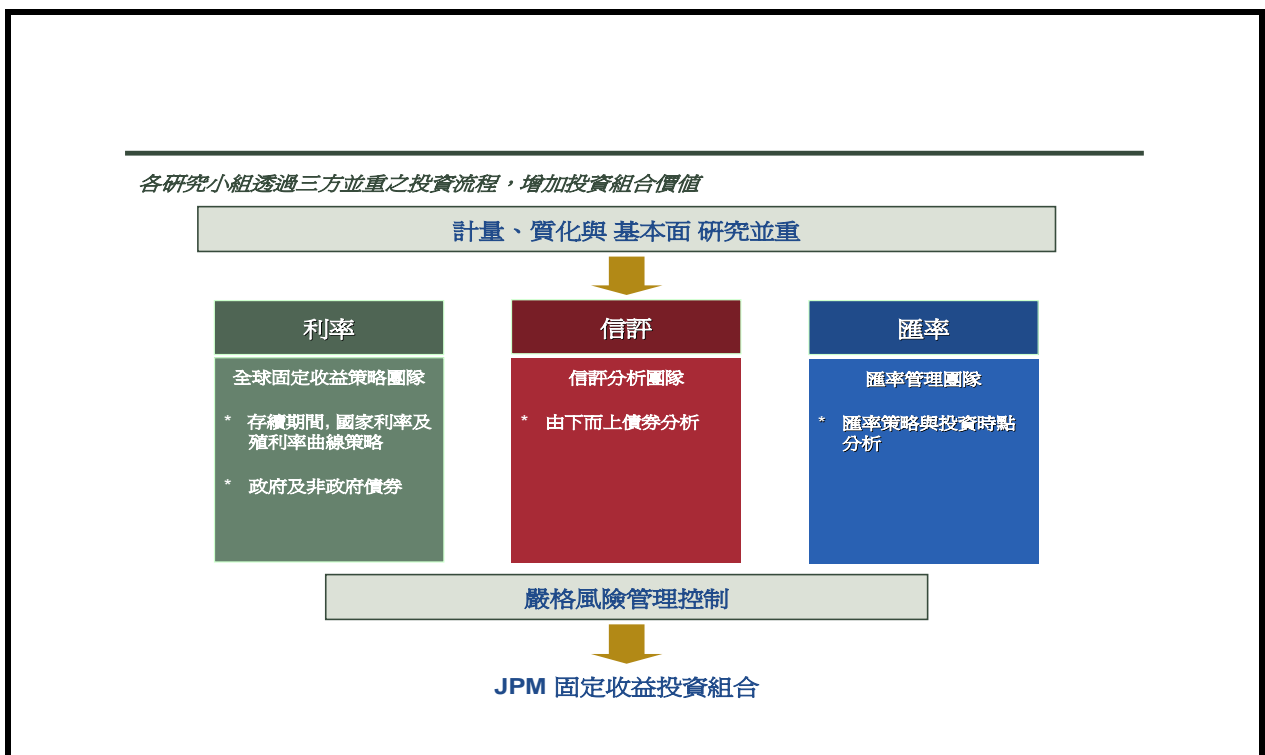 各研究小組透過三方並重之投資流程，增加投資組合價值
計量、質化與 基本面 研究並重
利率
全球固定收益策略團隊
* 存續期間, 國家利率及
殖利率曲線策略
* 政府及非政府債券
信評
信評分析團隊
* 由下而上債券分析
匯率
匯率管理團隊
* 匯率策略與投資時點
分析
嚴格風險管理控制
JPM 固定收益投資組合